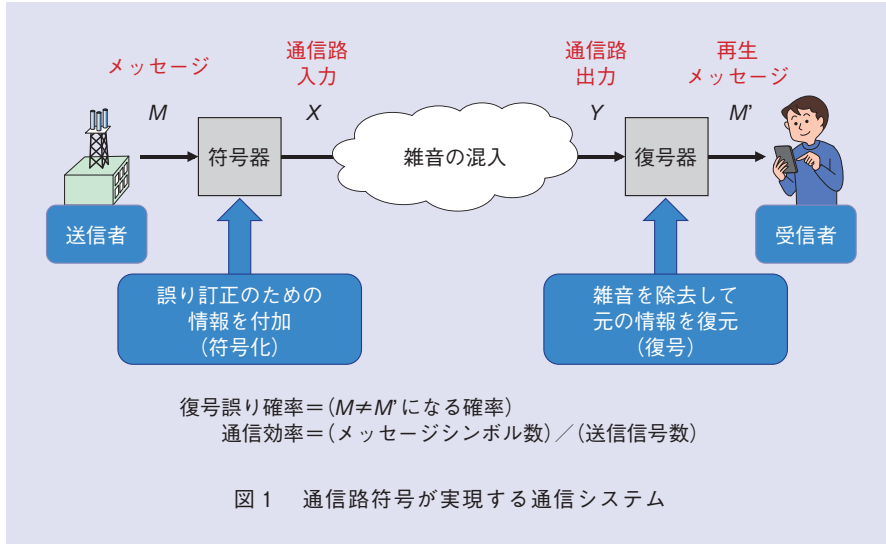 メッセージ
通信路
入力
通信路
出力
再生
メッセージ
M
X
Y
M’
符号器
雑音の混入
復号器
送信者
受信者
誤り訂正のための
情報を付加
(符号化)
雑音を除去して
元の情報を復元
(復号)
復号誤り確率=(M≠M’になる確率)
通信効率=(メッセージシンボル数)/(送信信号数)
図1 通信路符号が実現する通信システム